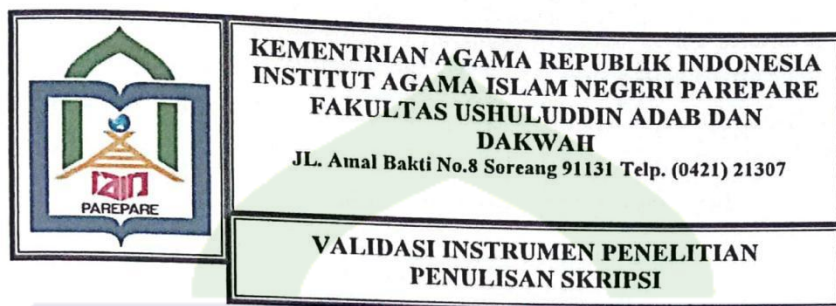 KEMENTRIAN AGAMA REPUBLIK INDONESIA
INSTITUT AGAMA ISLAM NEGERI PAREPARE
FAKULTAS USHULUDDIN ADAB DAN
DAKWAH
JL. Amal Bakti No.8 Soreang 91131 Telp. (0421) 21307
iain
PAREPARE
VALIDASI INSTRUMEN PENELITIAN
PENULISAN SKRIPSI